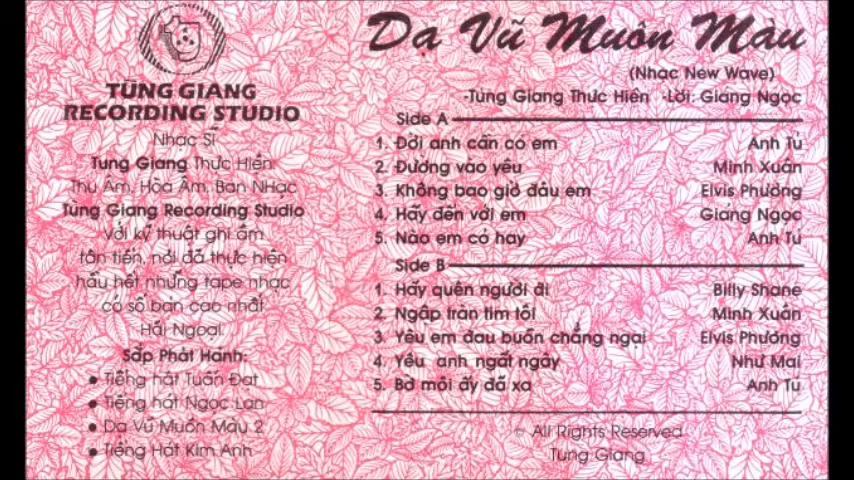 Dạ Vũ Muôn Màu
(Nhạc New Wave)
-Tùng Giang Thực Hiện -Lời: Giáng Ngọc
TÙNG GIANG
RECORDING STUDIO
Nhạc Sĩ
Tùng Giang Thực Hiện
Thu Âm, Hòa Âm, Ban Nhạc
Tùng Giang Recording Studio
với kỹ thuật ghi âm
tân tiến, nơi đã thực hiện
hầu hết những tape nhạc
có số bán cao nhất
Hải Ngoại.
Sắp Phát Hành:
• Tiếng hát Tuấn Đạt
• Tiếng hát Ngọc Lan
• Dạ Vũ Muôn Màu 2
• Tiếng Hát Kim Anh
Side A
1. Đời anh cần có em Anh Tú
2. Đường vào yêu Minh Xuân
3. Không bao giờ dấu em Elvis Phương
4. Hãy đến với em Giáng Ngọc
5. Nào em có hay Anh Tú
Side B
1. Hãy quên người đi Billy Shane
2. Ngập tràn tim tôi Minh Xuân
3. Yêu em đau buồn chẳng ngại Elvis Phương
4. Yêu anh ngất ngây Như Mai
5. Bờ môi ấy đã xa Anh Tú
© All Rights Reserved
Tùng Giang